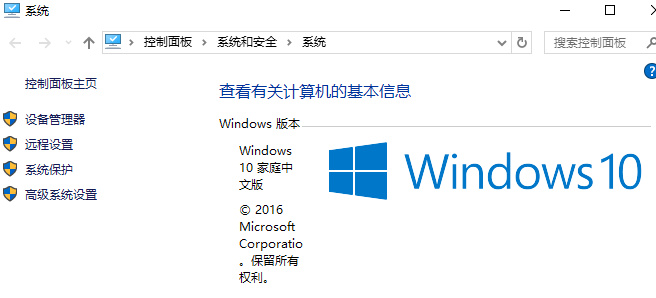 系统
控制面板 系统和安全 系统
搜索控制面板
?
控制面板主页
设备管理器
远程设置
系统保护
高级系统设置
查看有关计算机的基本信息
Windows 版本
Windows
10 家庭中
文版
© 2016
Microsoft
Corporatio
。保留所有
权利。
Windows 10